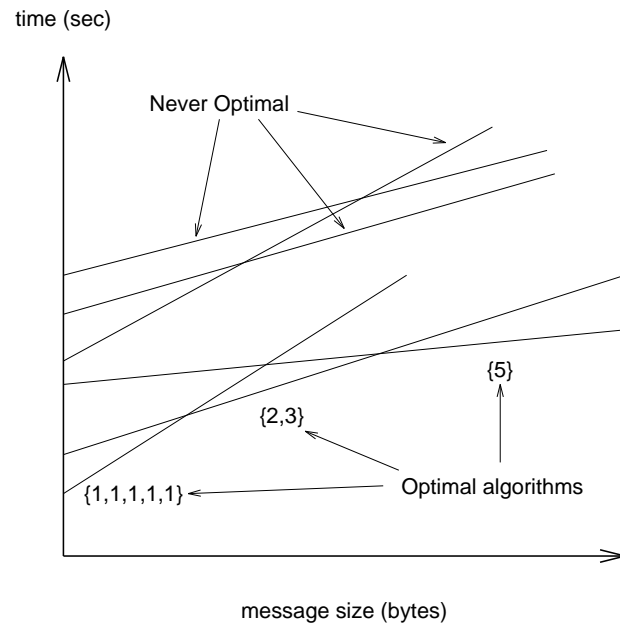 time (sec)
Never Optimal
{5}
{2,3}
{1,1,1,1,1}
Optimal algorithms
message size (bytes)